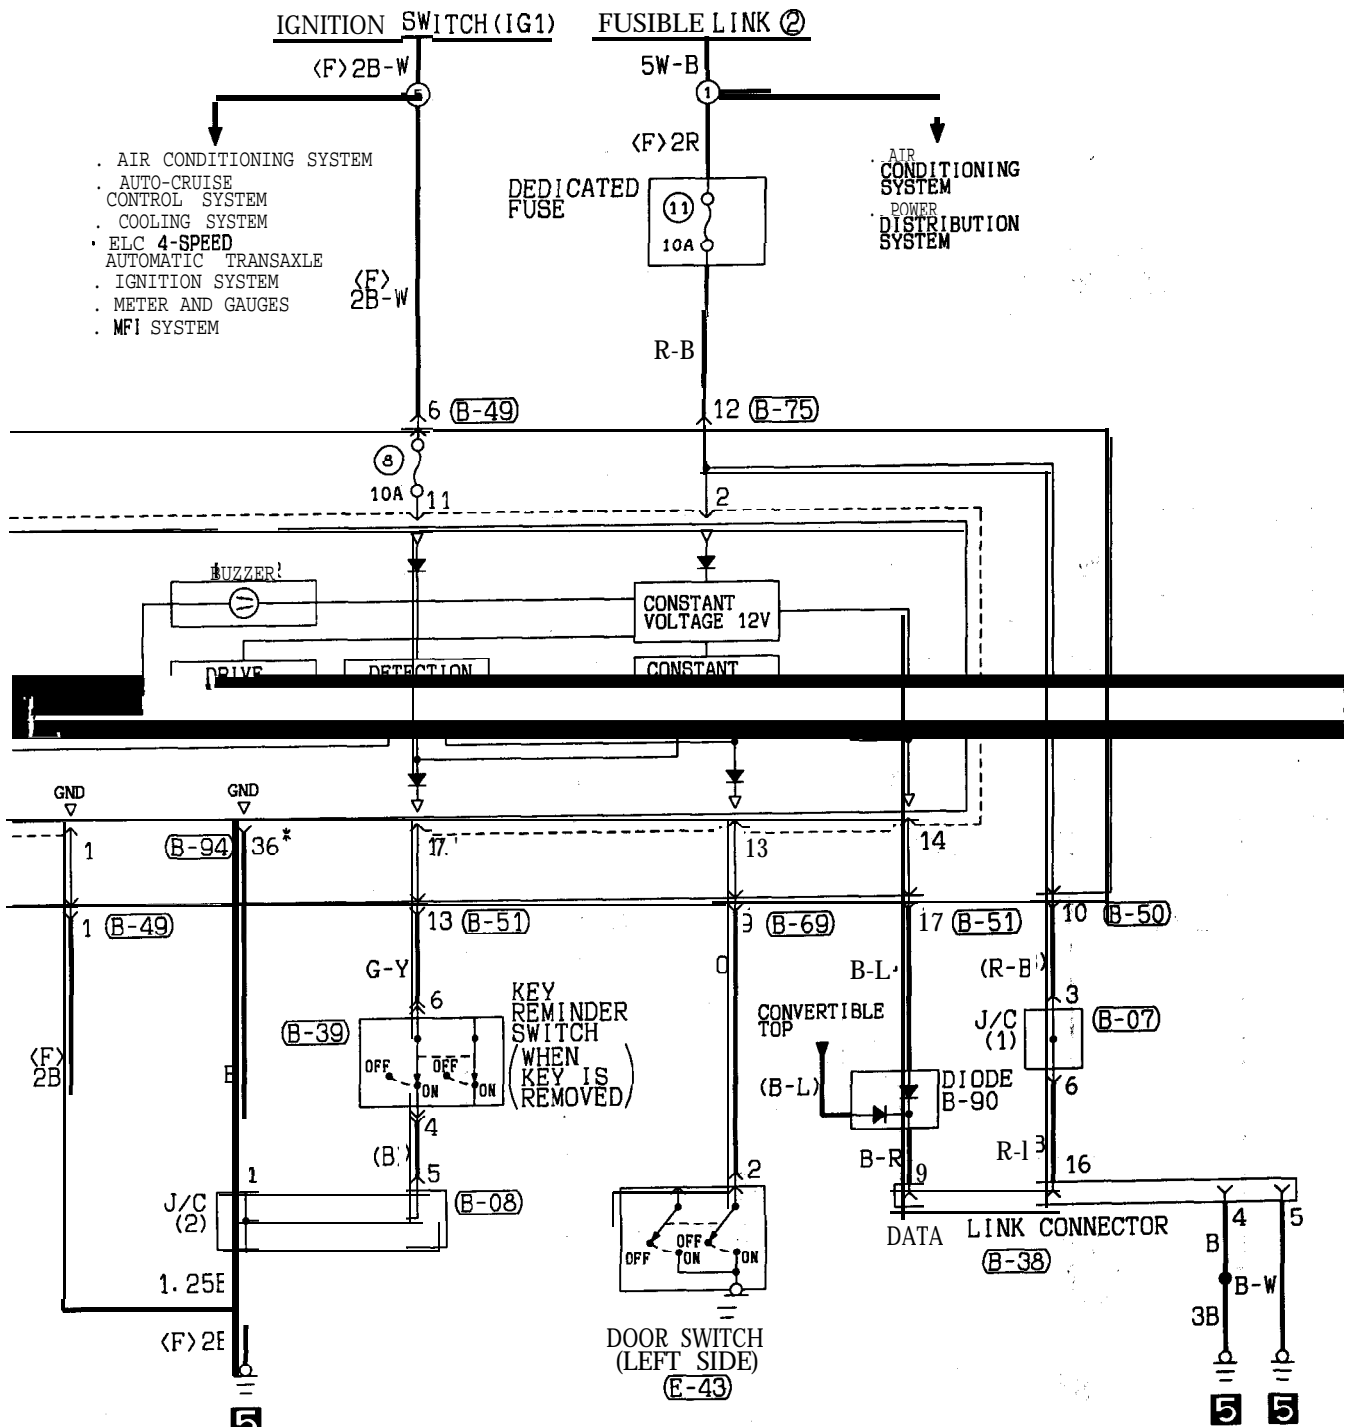 IGNITION SWITCH(IG1)
FUSIBLE LINK ②
<F>2B-W
5W-B
5
1
<F>2R
. AIR CONDITIONING SYSTEM
. AUTO-CRUISE
CONTROL SYSTEM
. COOLING SYSTEM
· ELC 4-SPEED
AUTOMATIC TRANSAXLE
. IGNITION SYSTEM
. METER AND GAUGES
. MFI SYSTEM
. AIR
CONDITIONING
SYSTEM
. POWER
DISTRIBUTION
SYSTEM
DEDICATED
FUSE
11
10A
<F>
2B-W
R-B
6 (B-49)
12 (B-75)
8
10A
11
2
BUZZER
CONSTANT
VOLTAGE 12V
DRIVE
DETECTION
CONSTANT
GND
GND
1
(B-94) 36*
17
13
14
1 (B-49)
13 (B-51)
9 (B-69)
17 (B-51)
10 (B-50)
G-Y
O
B-L
(R-B)
6
3
(B-39)
KEY
REMINDER
SWITCH
(WHEN
KEY IS
REMOVED)
CONVERTIBLE
TOP
J/C
(1)
(B-07)
<F>
2B
OFF
ON
OFF
ON
(B-L)
DIODE
B-90
6
4
(B)
B-R
5
9
16
1
2
J/C
(2)
(B-08)
OFF
OFF
ON
ON
DATA LINK CONNECTOR
(B-38)
4
5
B
B-W
3B
<F>2
DOOR SWITCH
(LEFT SIDE)
(E-43)
5
5
5